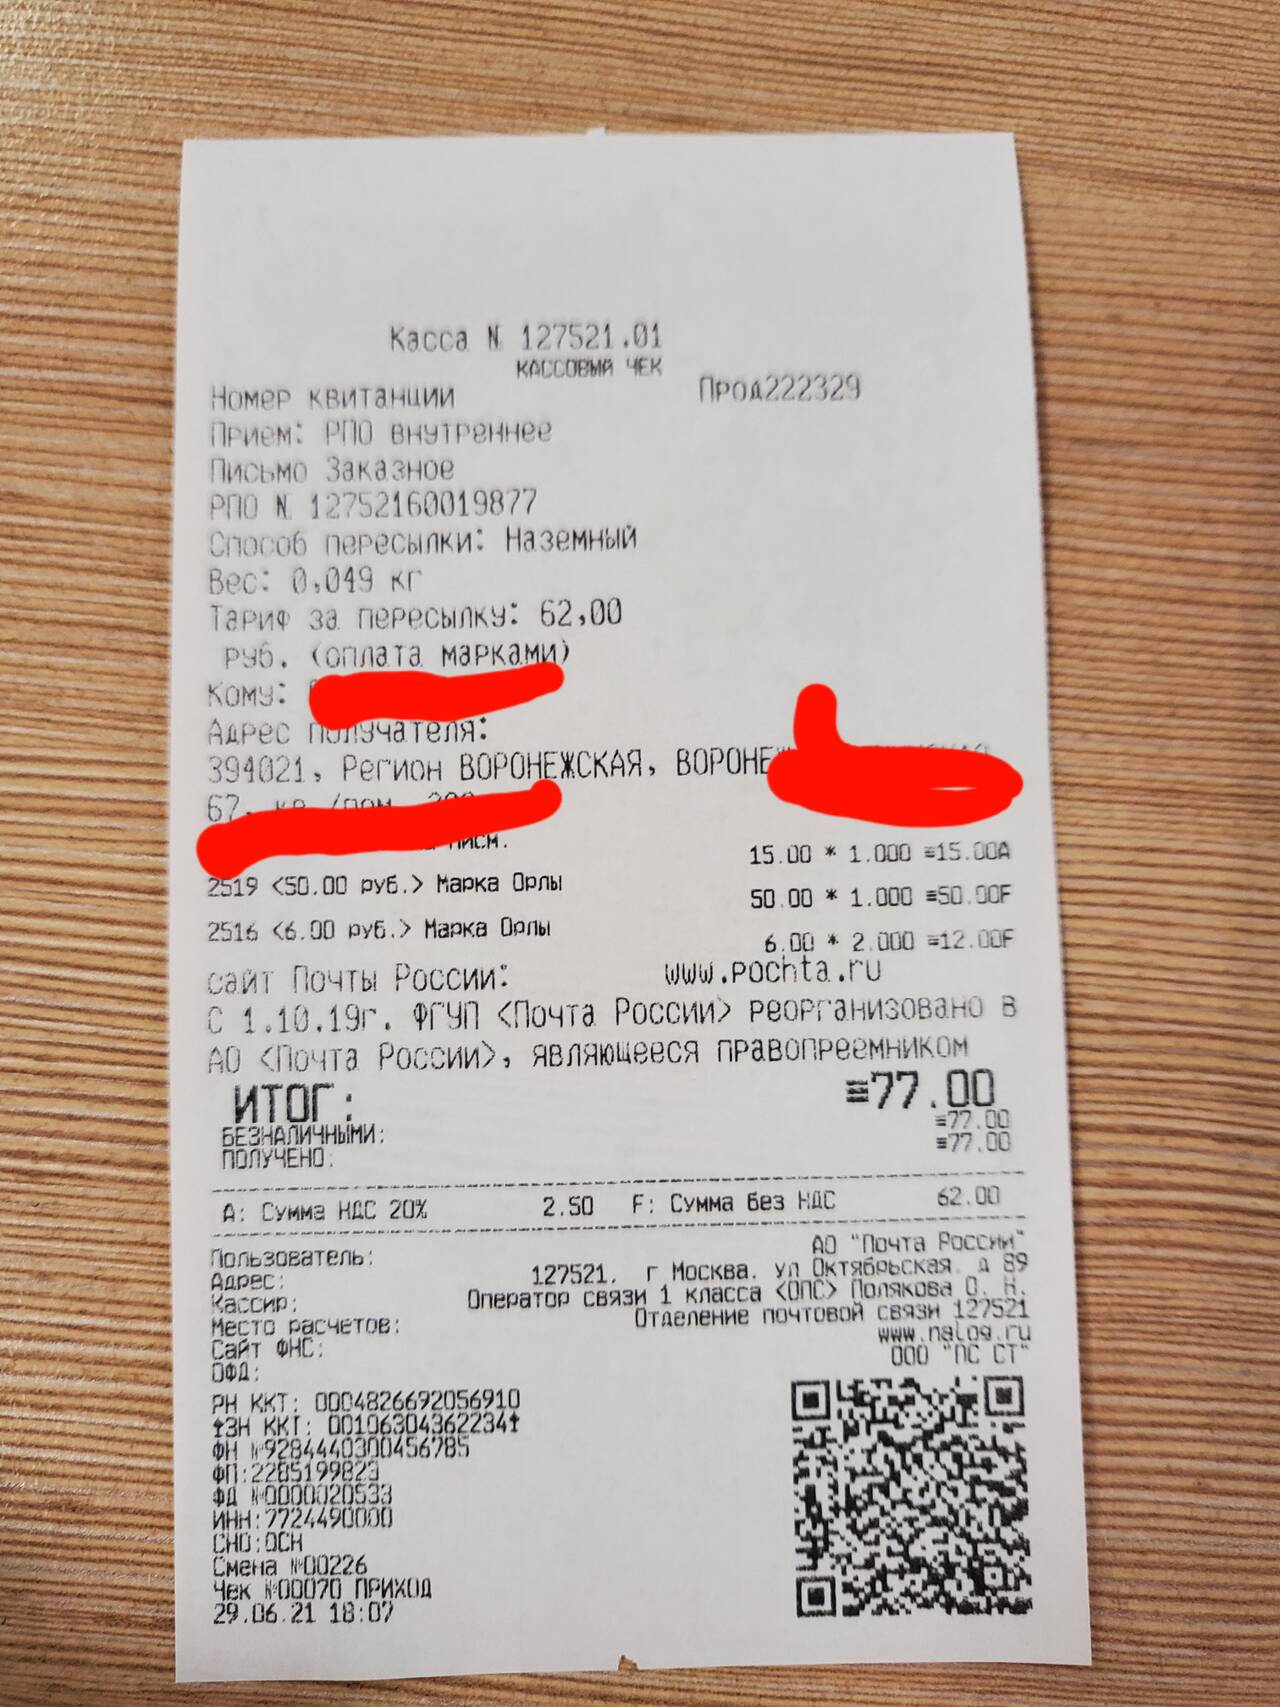 Касса N 127521.01
КАССОВЫЙ ЧЕК
Номер квитанции Прод222329
Прием: РПО внутреннее
Письмо Заказное
РПО N 12752160019877
Способ пересылки: Наземный
Вес: 0,049 кг
Тариф за пересылку: 62,00
руб. (оплата марками)
Кому:
Адрес получателя:
394021, Регион ВОРОНЕЖСКАЯ,
67,
писм. 15.00 * 1.000 ≡15.00А
2519 <50.00 руб.> Марка Орлы 50.00 * 1.000 ≡50.00F
2516 <6.00 руб.> Марка Орлы 6.00 * 2.000 ≡12.00F
сайт Почты России: www.pochta.ru
С 1.10.19г. ФГУП <Почта России> реорганизовано в
АО <Почта России>, являющееся правопреемником
ИТОГ: ≡77.00
БЕЗНАЛИЧНЫМИ: ≡77.00
ПОЛУЧЕНО: ≡77.00
А: Сумма НДС 20% 2.50 F: Сумма без НДС 62.00
Пользователь: АО "Почта России"
Адрес: 127521, г Москва, ул Октябрьская, д 89
Кассир: Оператор связи 1 класса <ОПС> Полякова О. Н.
Место расчетов: Отделение почтовой связи 127521
Сайт ФНС: www.nalog.ru
ОФД: ООО "ПС СТ"
РН ККТ: 0004826692056910
ЗН ККТ: 00106304362234
ФН №9284440300456785
ФП:2285199823
ФД №0000020533
ИНН:7724490000
СНО:ОСН
Смена №00226
Чек №00070 ПРИХОД
29.06.21 18:07